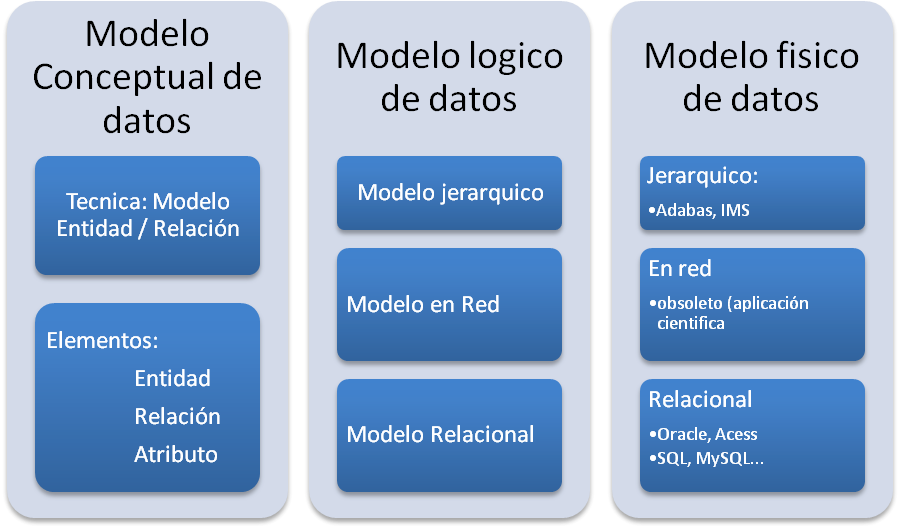 Modelo
Conceptual de
datos
Tecnica: Modelo
Entidad / Relación
Elementos:
Entidad
Relación
Atributo
Modelo logico
de datos
Modelo jerarquico
Modelo en Red
Modelo Relacional
Modelo fisico
de datos
Jerarquico:
•Adabas, IMS
En red
•obsoleto (aplicación
cientifica
Relacional
•Oracle, Acess
•SQL, MySQL...